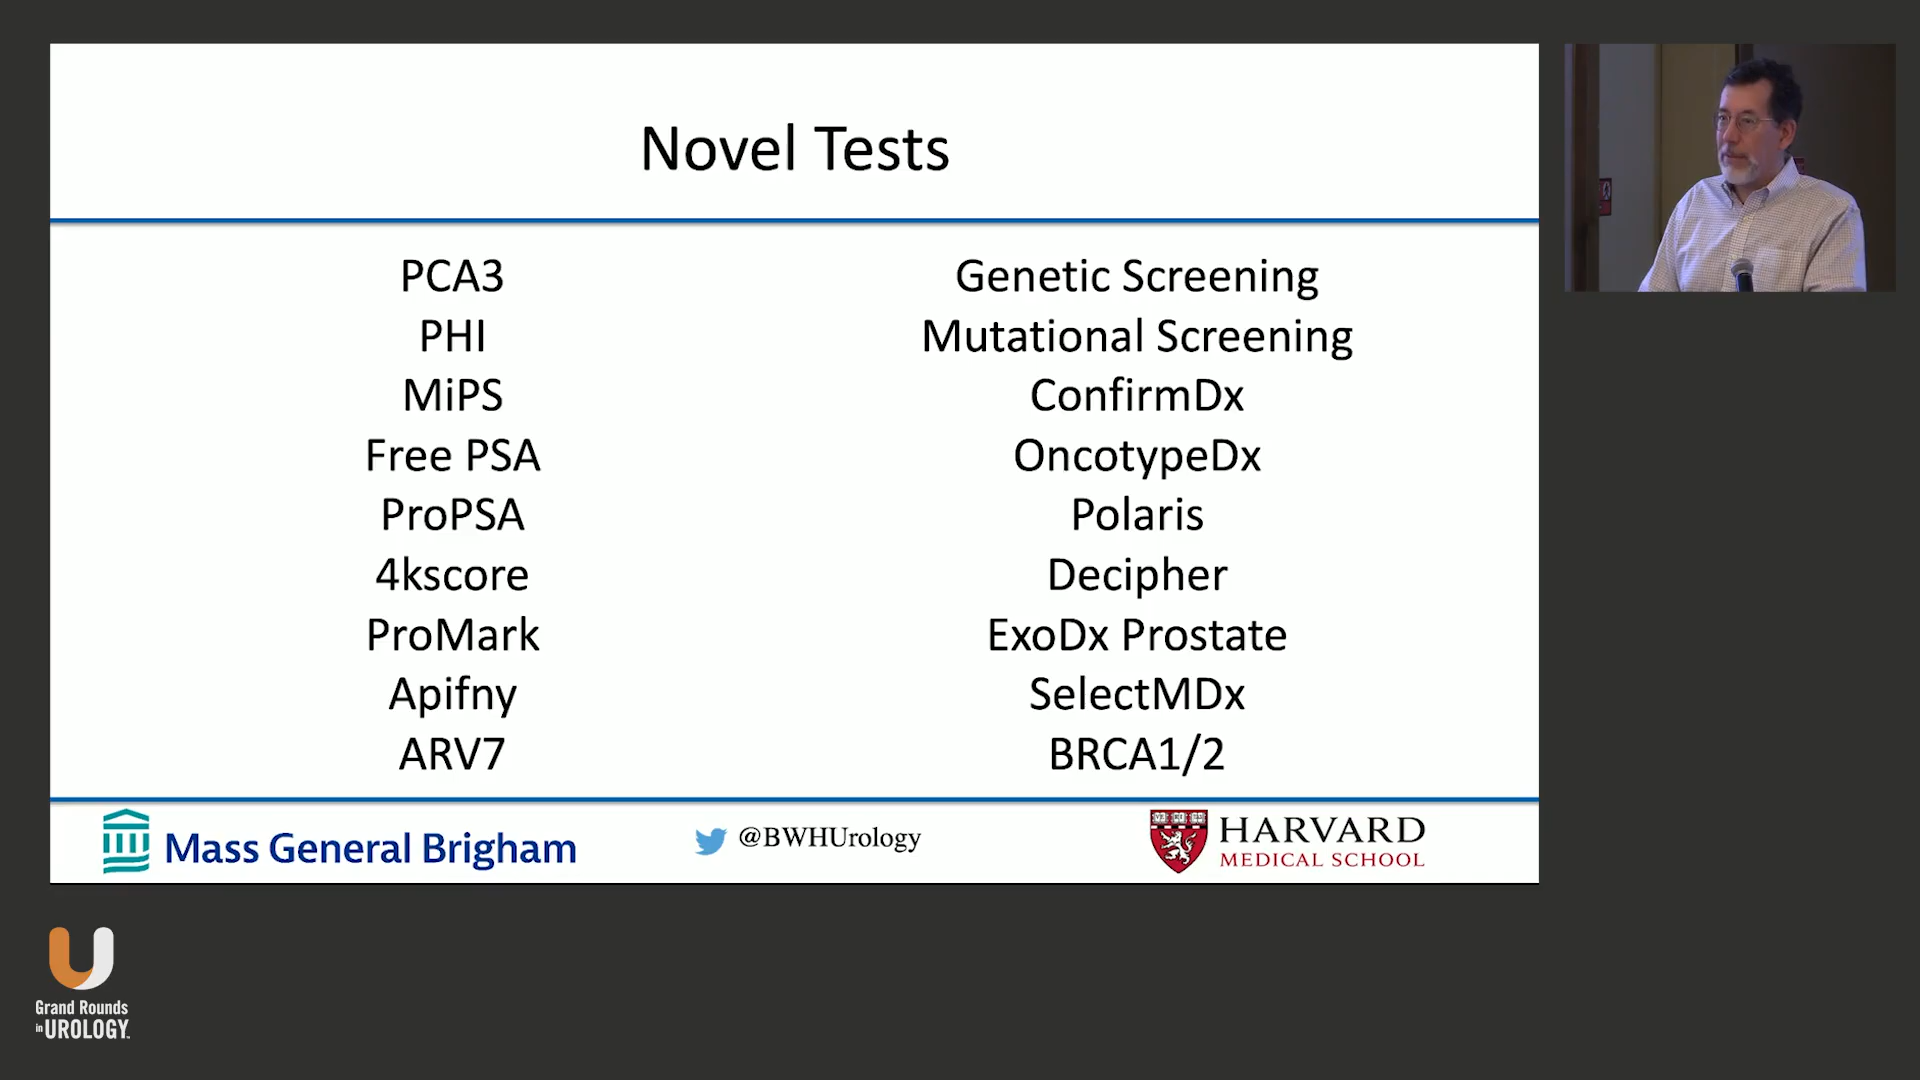 Novel Tests
PCA3
PHI
MiPS
Free PSA
ProPSA
4kscore
ProMark
Apifny
ARV7
Genetic Screening
Mutational Screening
ConfirmDx
OncotypeDx
Polaris
Decipher
ExoDx Prostate
SelectMDx
BRCA1/2
Mass General Brigham
@BWHUrology
HARVARD
MEDICAL SCHOOL
Grand Rounds
in UROLOGY